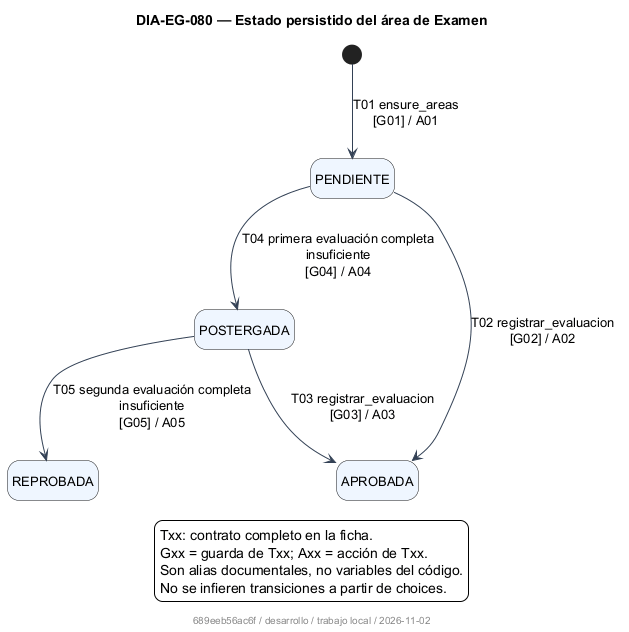 DIA-EG-080 — Estado persistido del área de Examen
T01 ensure_areas
[G01] / A01
PENDIENTE
T04 primera evaluación completa
insuficiente
[G04] / A04
T02 registrar_evaluacion
[G02] / A02
POSTERGADA
T05 segunda evaluación completa
insuficiente
[G05] / A05
T03 registrar_evaluacion
[G03] / A03
REPROBADA
APROBADA
Txx: contrato completo en la ficha.
Gxx = guarda de Txx; Axx = acción de Txx.
Son alias documentales, no variables del código.
No se infieren transiciones a partir de choices.
689eeb56ac6f / desarrollo / trabajo local / 2026-11-02